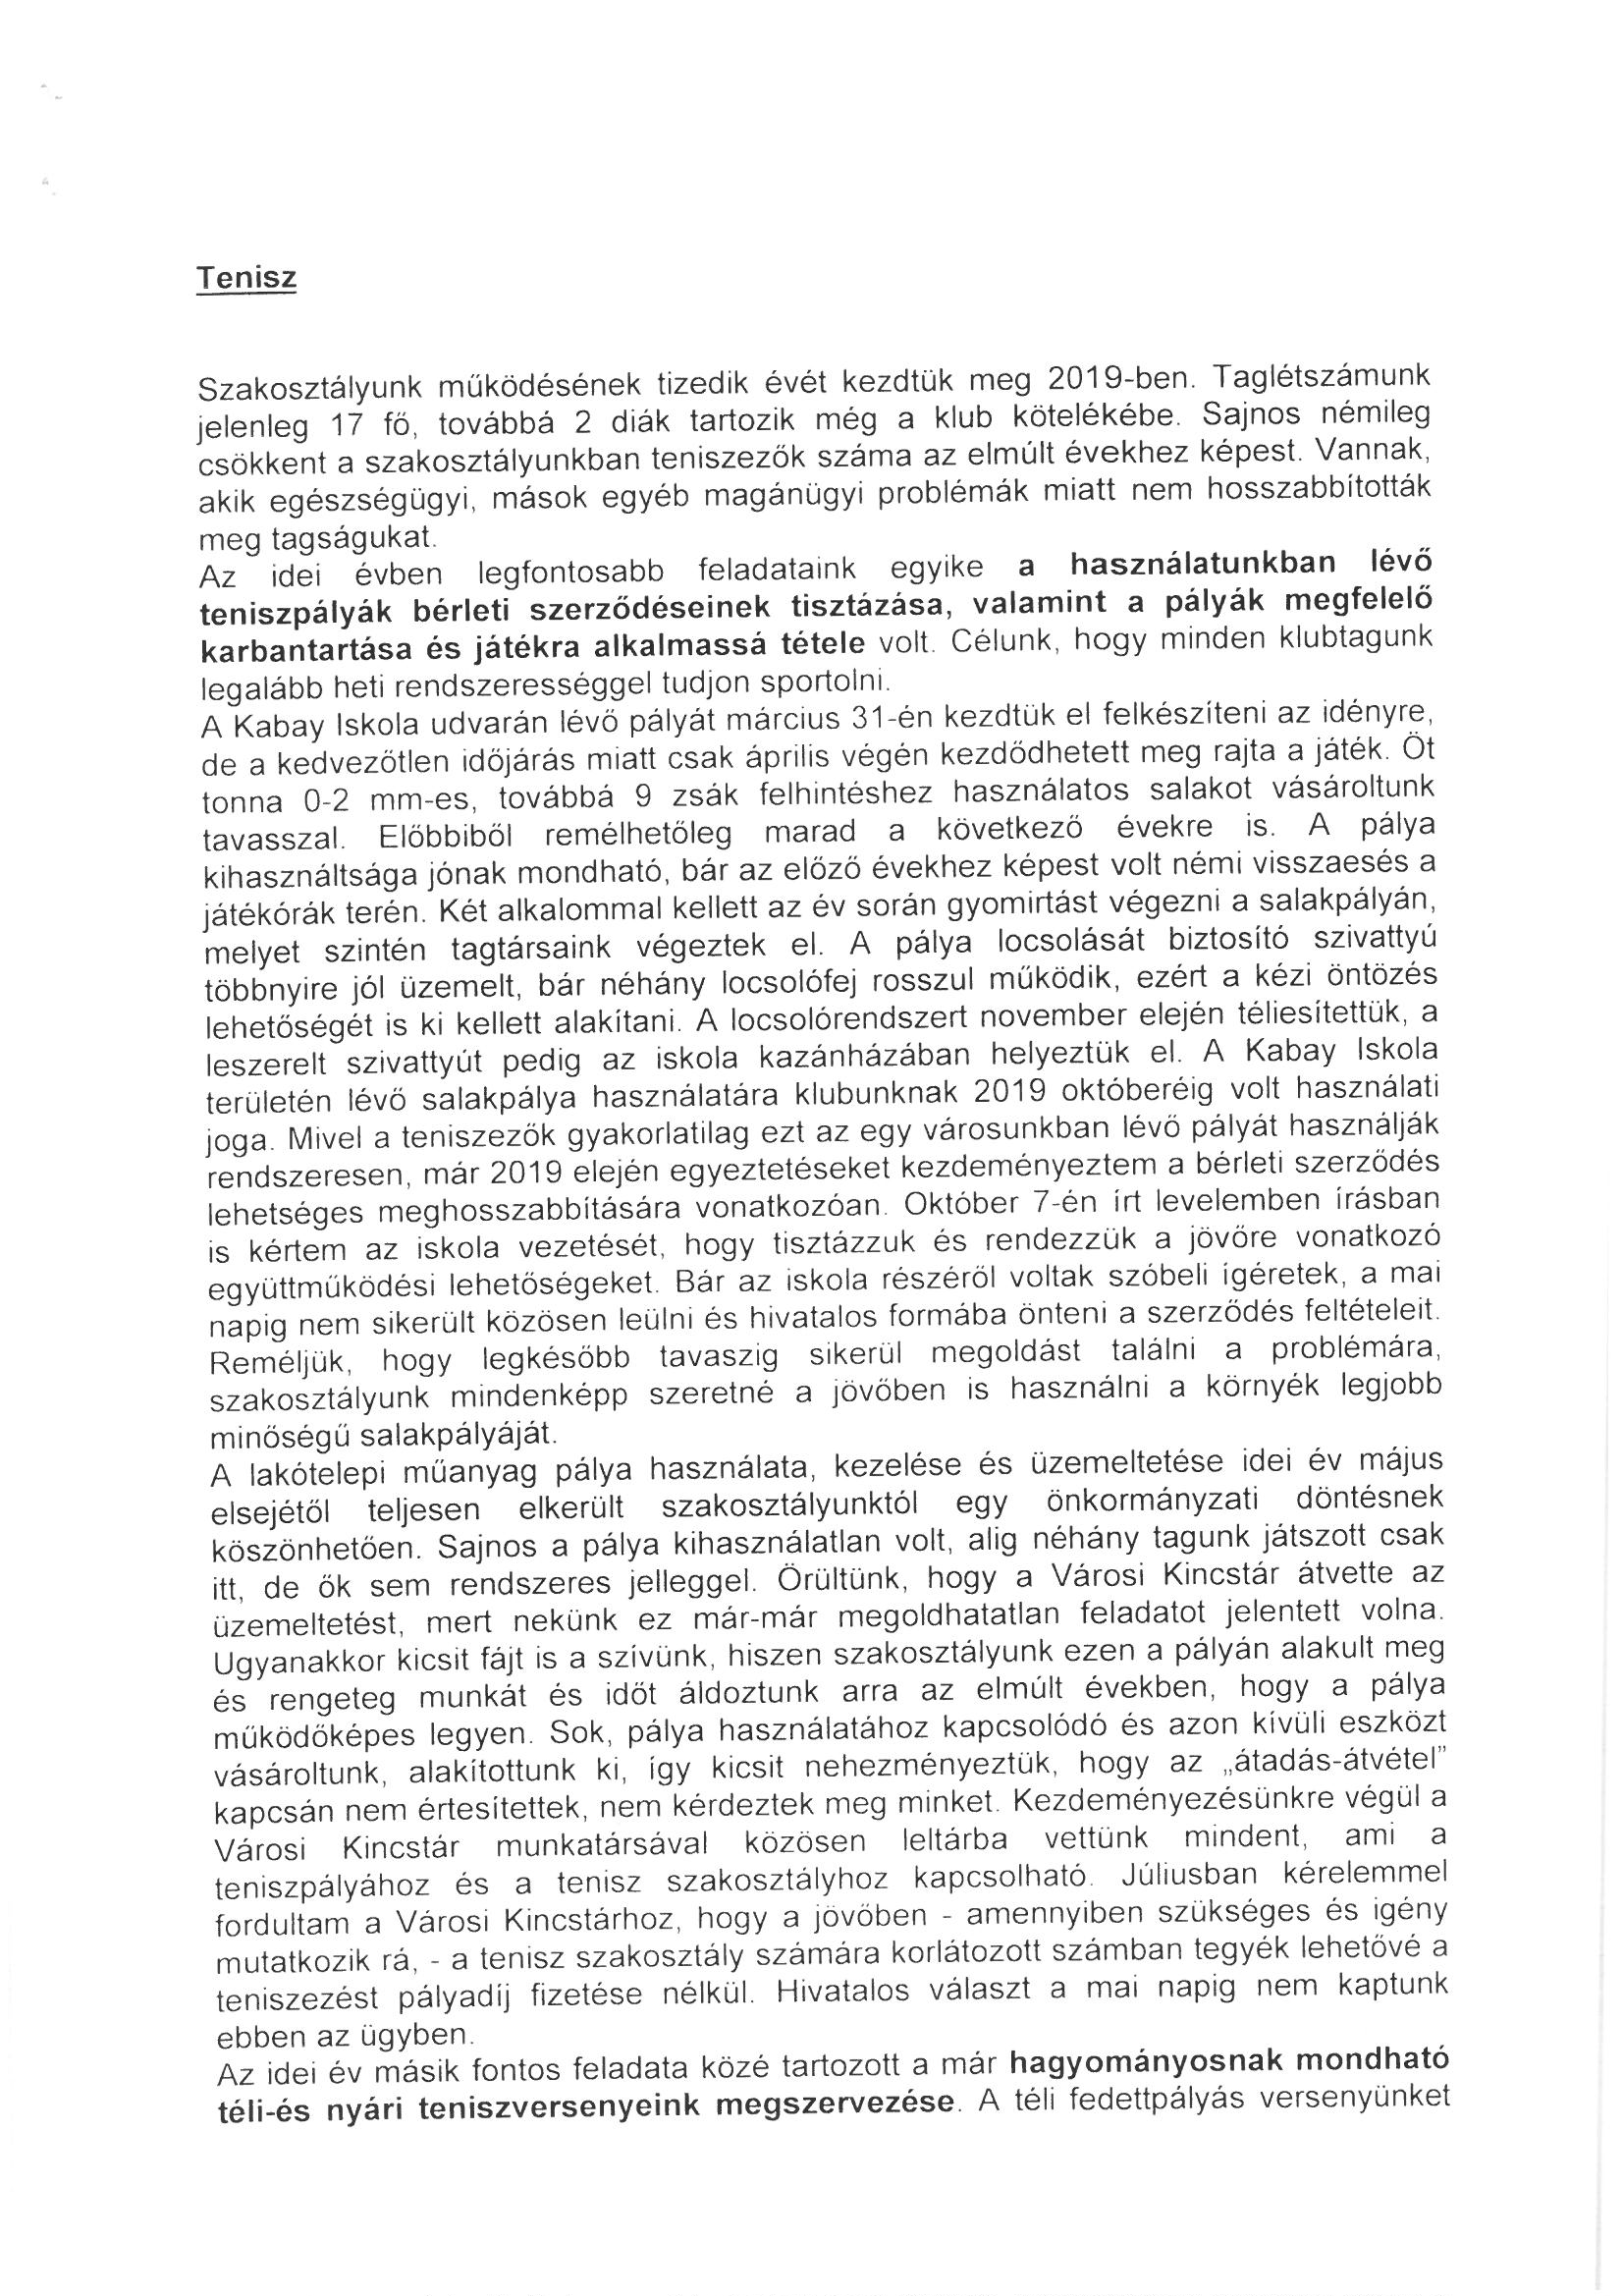 Tenisz
Szakosztályunk működésének tizedik évét kezdtük meg 2019-ben. Taglétszámunk
jelenleg 17 fő, továbbá 2 diák tartozik még a klub kötelékébe. Sajnos némileg
csökkent a szakosztályunkban teniszezők száma az elmúlt évekhez képest. Vannak,
akik egészségügyi, mások egyéb magánügyi problémák miatt nem hosszabbították
meg tagságukat.
Az idei évben legfontosabb feladataink egyike a használatunkban lévő
teniszpályák bérleti szerződéseinek tisztázása, valamint a pályák megfelelő
karbantartása és játékra alkalmassá tétele volt. Célunk, hogy minden klubtagunk
legalább heti rendszerességgel tudjon sportolni.
A Kabay Iskola udvarán lévő pályát március 31-én kezdtük el felkészíteni az idényre,
de a kedvezőtlen időjárás miatt csak április végén kezdődhetett meg rajta a játék. Öt
tonna 0-2 mm-es, továbbá 9 zsák felhintéshez használatos salakot vásároltunk
tavasszal. Előbbiből remélhetőleg marad a következő évekre is. A pálya
kihasználtsága jónak mondható, bár az előző évekhez képest volt némi visszaesés a
játékórák terén. Két alkalommal kellett az év során gyomirtást végezni a salakpályán,
melyet szintén tagtársaink végeztek el. A pálya locsolását biztosító szivattyú
többnyire jól üzemelt, bár néhány locsolófej rosszul működik, ezért a kézi öntözés
lehetőségét is ki kellett alakítani. A locsolórendszert november elején téliesítettük, a
leszerelt szivattyút pedig az iskola kazánházában helyeztük el. A Kabay Iskola
területén lévő salakpálya használatára klubunknak 2019 októberéig volt használati
joga. Mivel a teniszezők gyakorlatilag ezt az egy városunkban lévő pályát használják
rendszeresen, már 2019 elején egyeztetéseket kezdeményeztem a bérleti szerződés
lehetséges meghosszabbítására vonatkozóan. Október 7-én írt levelemben írásban
is kértem az iskola vezetését, hogy tisztázzuk és rendezzük a jövőre vonatkozó
együttműködési lehetőségeket. Bár az iskola részéről voltak szóbeli ígéretek, a mai
napig nem sikerült közösen leülni és hivatalos formába önteni a szerződés feltételeit.
Reméljük, hogy legkésőbb tavaszig sikerül megoldást találni a problémára,
szakosztályunk mindenképp szeretné a jövőben is használni a környék legjobb
minőségű salakpályáját.
A lakótelepi műanyag pálya használata, kezelése és üzemeltetése idei év május
elsejétől teljesen elkerült szakosztályunktól egy önkormányzati döntésnek
köszönhetően. Sajnos a pálya kihasználatlan volt, alig néhány tagunk játszott csak
itt, de ők sem rendszeres jelleggel. Örültünk, hogy a Városi Kincstár átvette az
üzemeltetést, mert nekünk ez már-már megoldhatatlan feladatot jelentett volna.
Ugyanakkor kicsit fájt is a szívünk, hiszen szakosztályunk ezen a pályán alakult meg
és rengeteg munkát és időt áldoztunk arra az elmúlt években, hogy a pálya
működőképes legyen. Sok, pálya használatához kapcsolódó és azon kívüli eszközt
vásároltunk, alakítottunk ki, így kicsit nehezményeztük, hogy az „átadás-átvétel"
kapcsán nem értesítettek, nem kérdeztek meg minket. Kezdeményezésünkre végül a
Városi Kincstár munkatársával közösen leltárba vettünk mindent, ami a
teniszpályához és a tenisz szakosztályhoz kapcsolható. Júliusban kérelemmel
fordultam a Városi Kincstárhoz, hogy a jövőben - amennyiben szükséges és igény
mutatkozik rá, - a tenisz szakosztály számára korlátozott számban tegyék lehetővé a
teniszezést pályadíj fizetése nélkül. Hivatalos választ a mai napig nem kaptunk
ebben az ügyben.
Az idei év másik fontos feladata közé tartozott a már hagyományosnak mondható
téli-és nyári teniszversenyeink megszervezése. A téli fedettpályás versenyünket